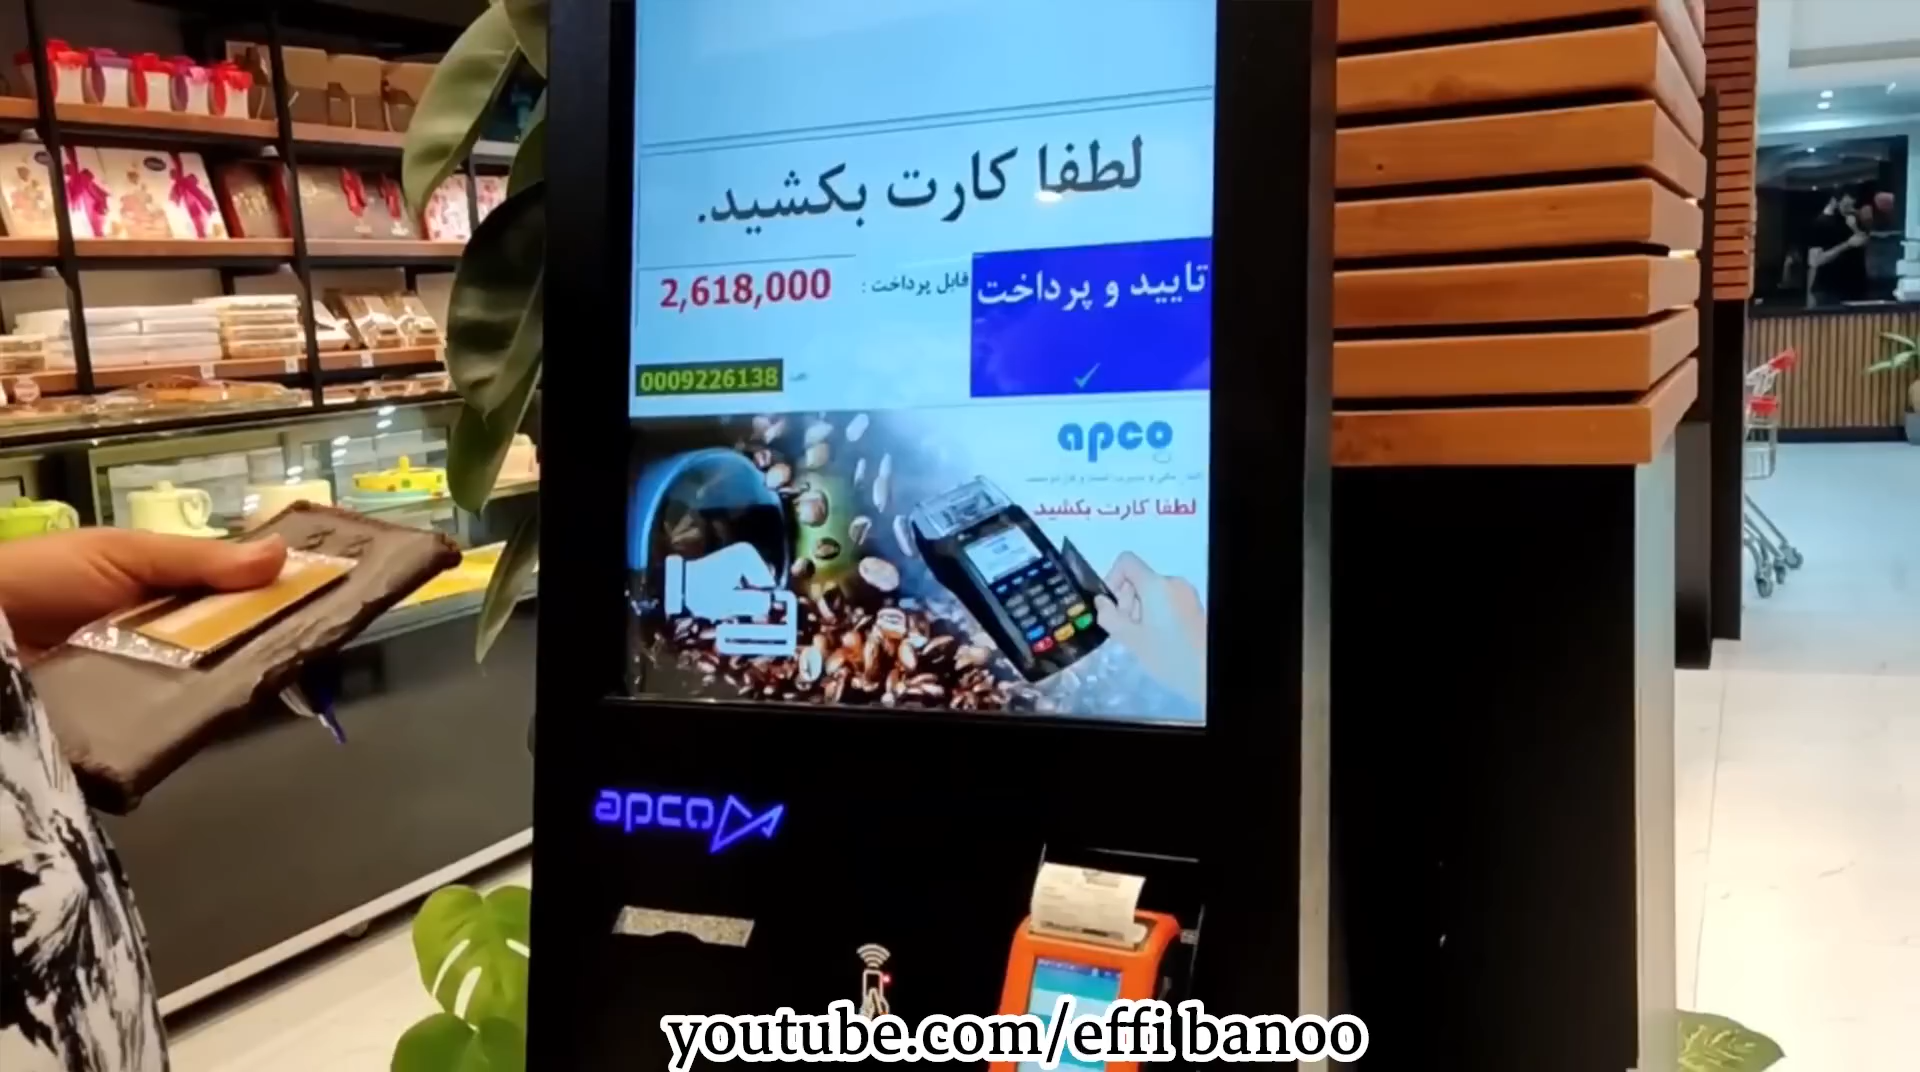 لطفا کارت بکشید.
تایید و پرداخت
قابل پرداخت : 2,618,000
0009226138
apco
لطفا کارت بکشید
apco
youtube.com/effi banoo